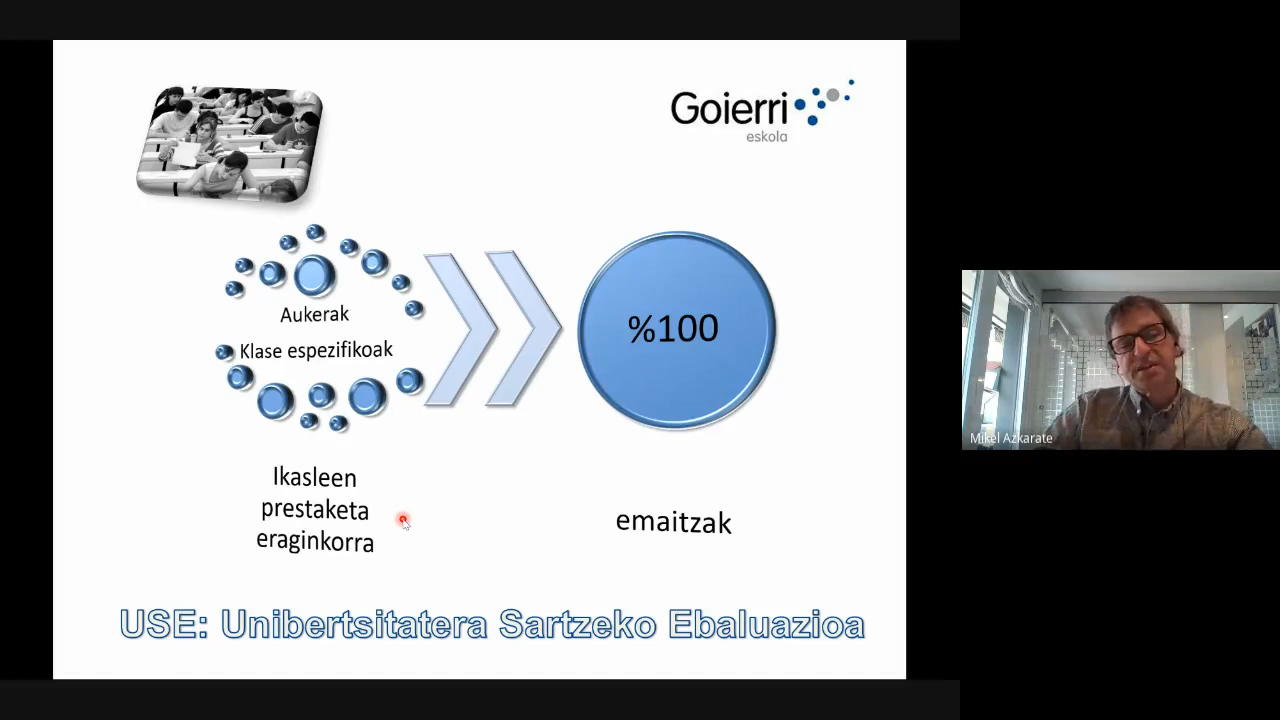 Goierri
eskola
Aukerak
Klase espezifikoak
%100
Ikasleen
prestaketa
eraginkorra
emaitzak
USE: Unibertsitatera Sartzeko Ebaluazioa
Mikel Azkarate